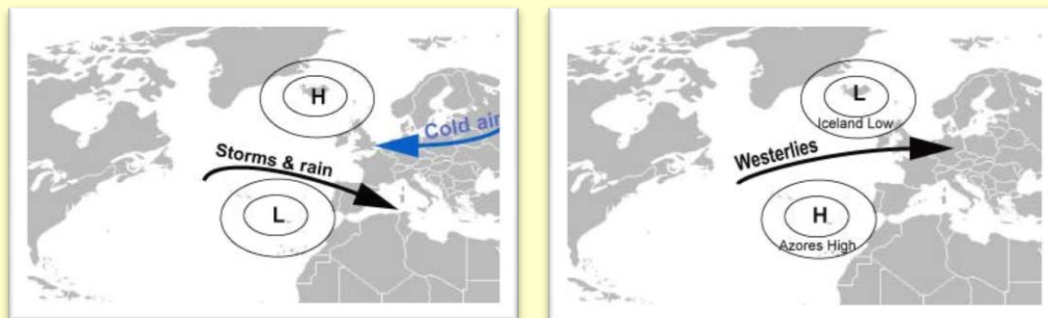 H
Cold air
Storms & rain
L
L
Iceland Low
Westerlies
H
Azores High